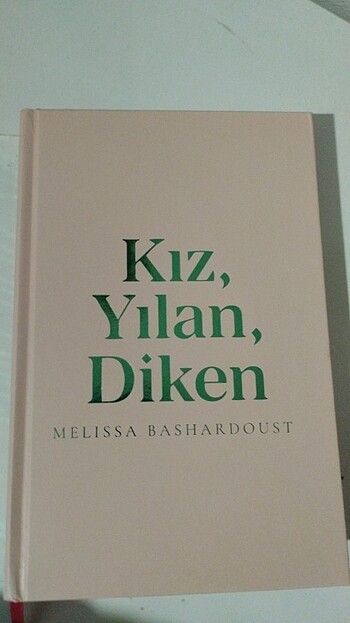 Kız,
Yılan,
Diken
MELISSA BASHARDOUST